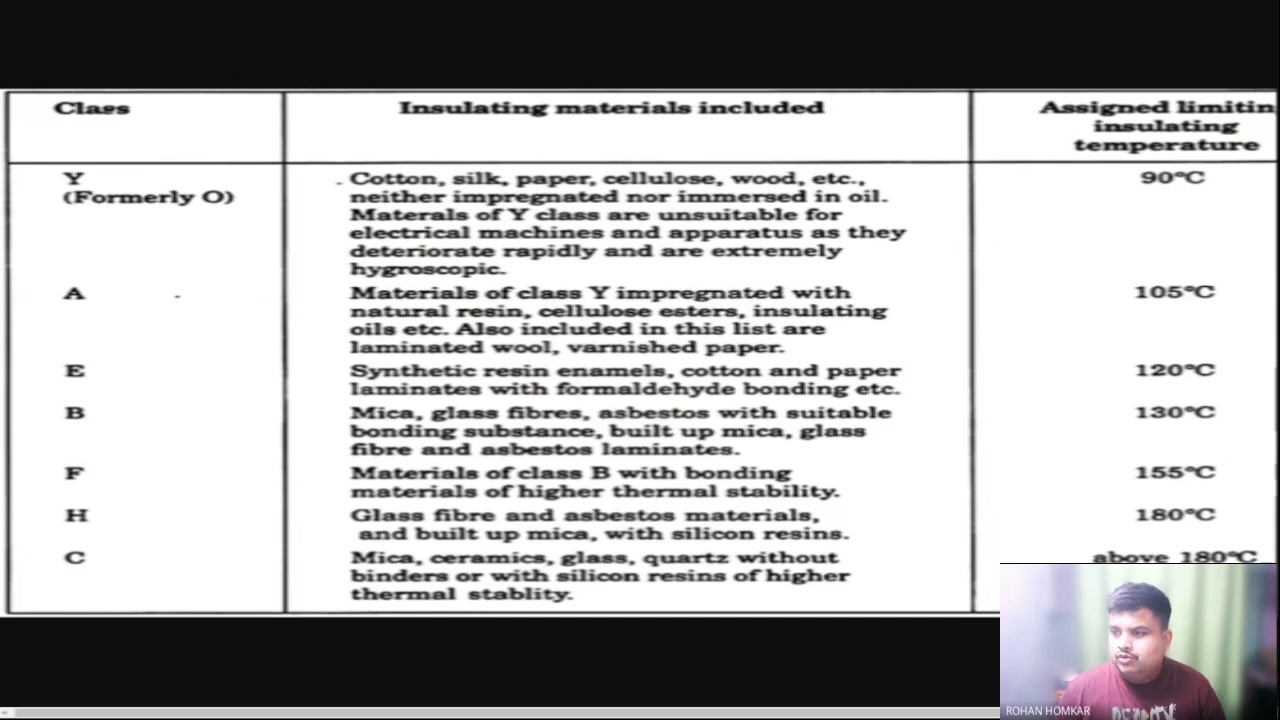 Class
Insulating materials included
Assigned limitin
insulating
temperature
Y
(Formerly O)
Cotton, silk, paper, cellulose, wood, etc.,
neither impregnated nor immersed in oil.
Materals of Y class are unsuitable for
electrical machines and apparatus as they
deteriorate rapidly and are extremely
hygroscopic.
90°C
A
Materials of class Y impregnated with
natural resin, cellulose esters, insulating
oils etc. Also included in this list are
laminated wool, varnished paper.
105°C
E
Synthetic resin enamels, cotton and paper
laminates with formaldehyde bonding etc.
120°C
B
Mica, glass fibres, asbestos with suitable
bonding substance, built up mica, glass
fibre and asbestos laminates.
130°C
F
Materials of class B with bonding
materials of higher thermal stability.
155°C
H
Glass fibre and asbestos materials,
and built up mica, with silicon resins.
180°C
C
Mica, ceramics, glass, quartz without
binders or with silicon resins of higher
thermal stablity.
above 180°C
ROHAN HOMKAR